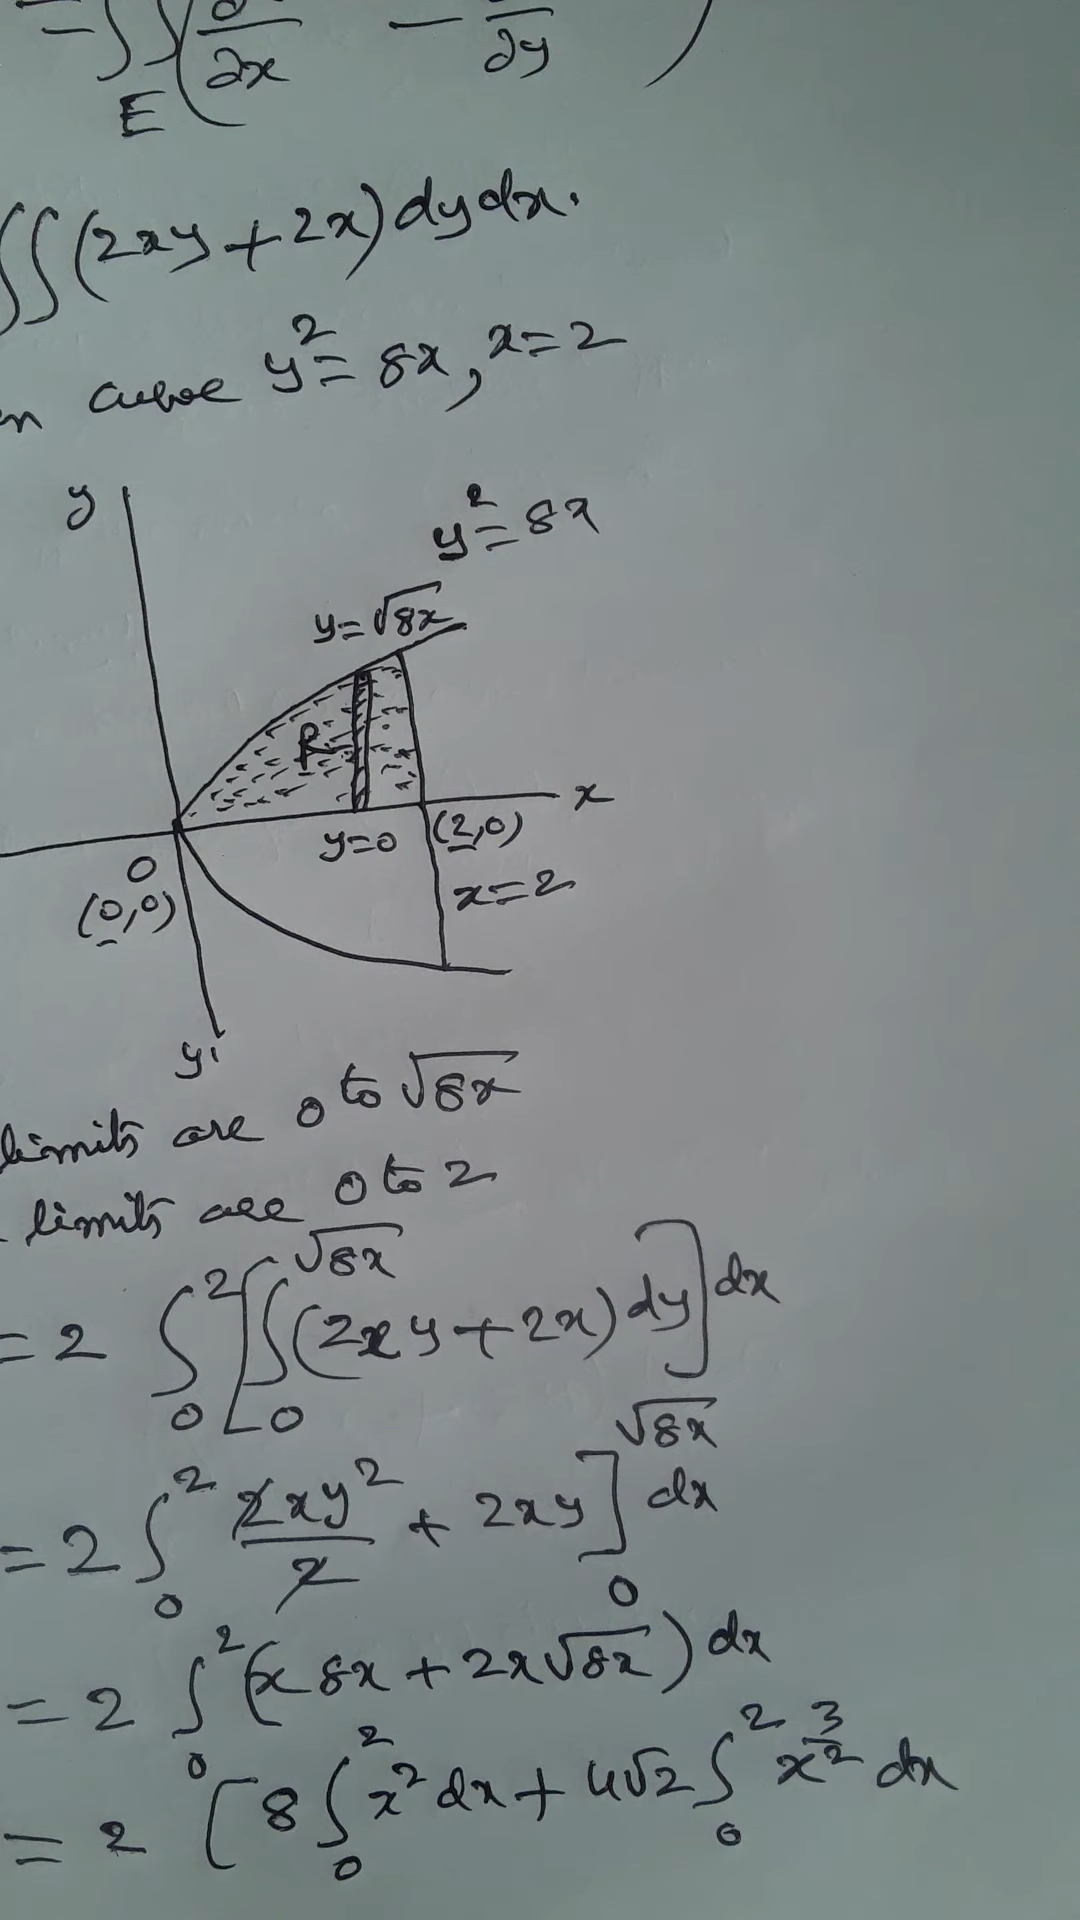 = ∫∫ ( ∂/∂x − /∂y )
E
∫∫ (2xy + 2x) dy dx.
curve y² = 8x, x = 2
y
y² = 8x
y = √8x
R
x
y=0 (2,0)
O
(0,0)
x = 2
y'
limits are 0 to √8x
limits are 0 to 2
= 2 ∫₀² [∫₀^√8x (2xy + 2x) dy] dx
= 2 ∫₀² 2xy²/2 + 2xy]₀^√8x dx
= 2 ∫₀² (x 8x + 2x√8x) dx
= 2 [8 ∫₀² x² dx + 4√2 ∫₀² x^3/2 dx